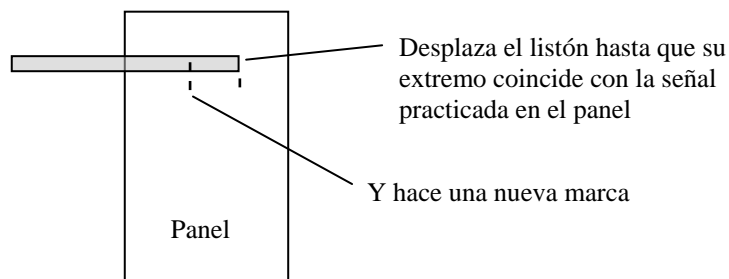 Desplaza el listón hasta que su
extremo coincide con la señal
practicada en el panel
Y hace una nueva marca
Panel